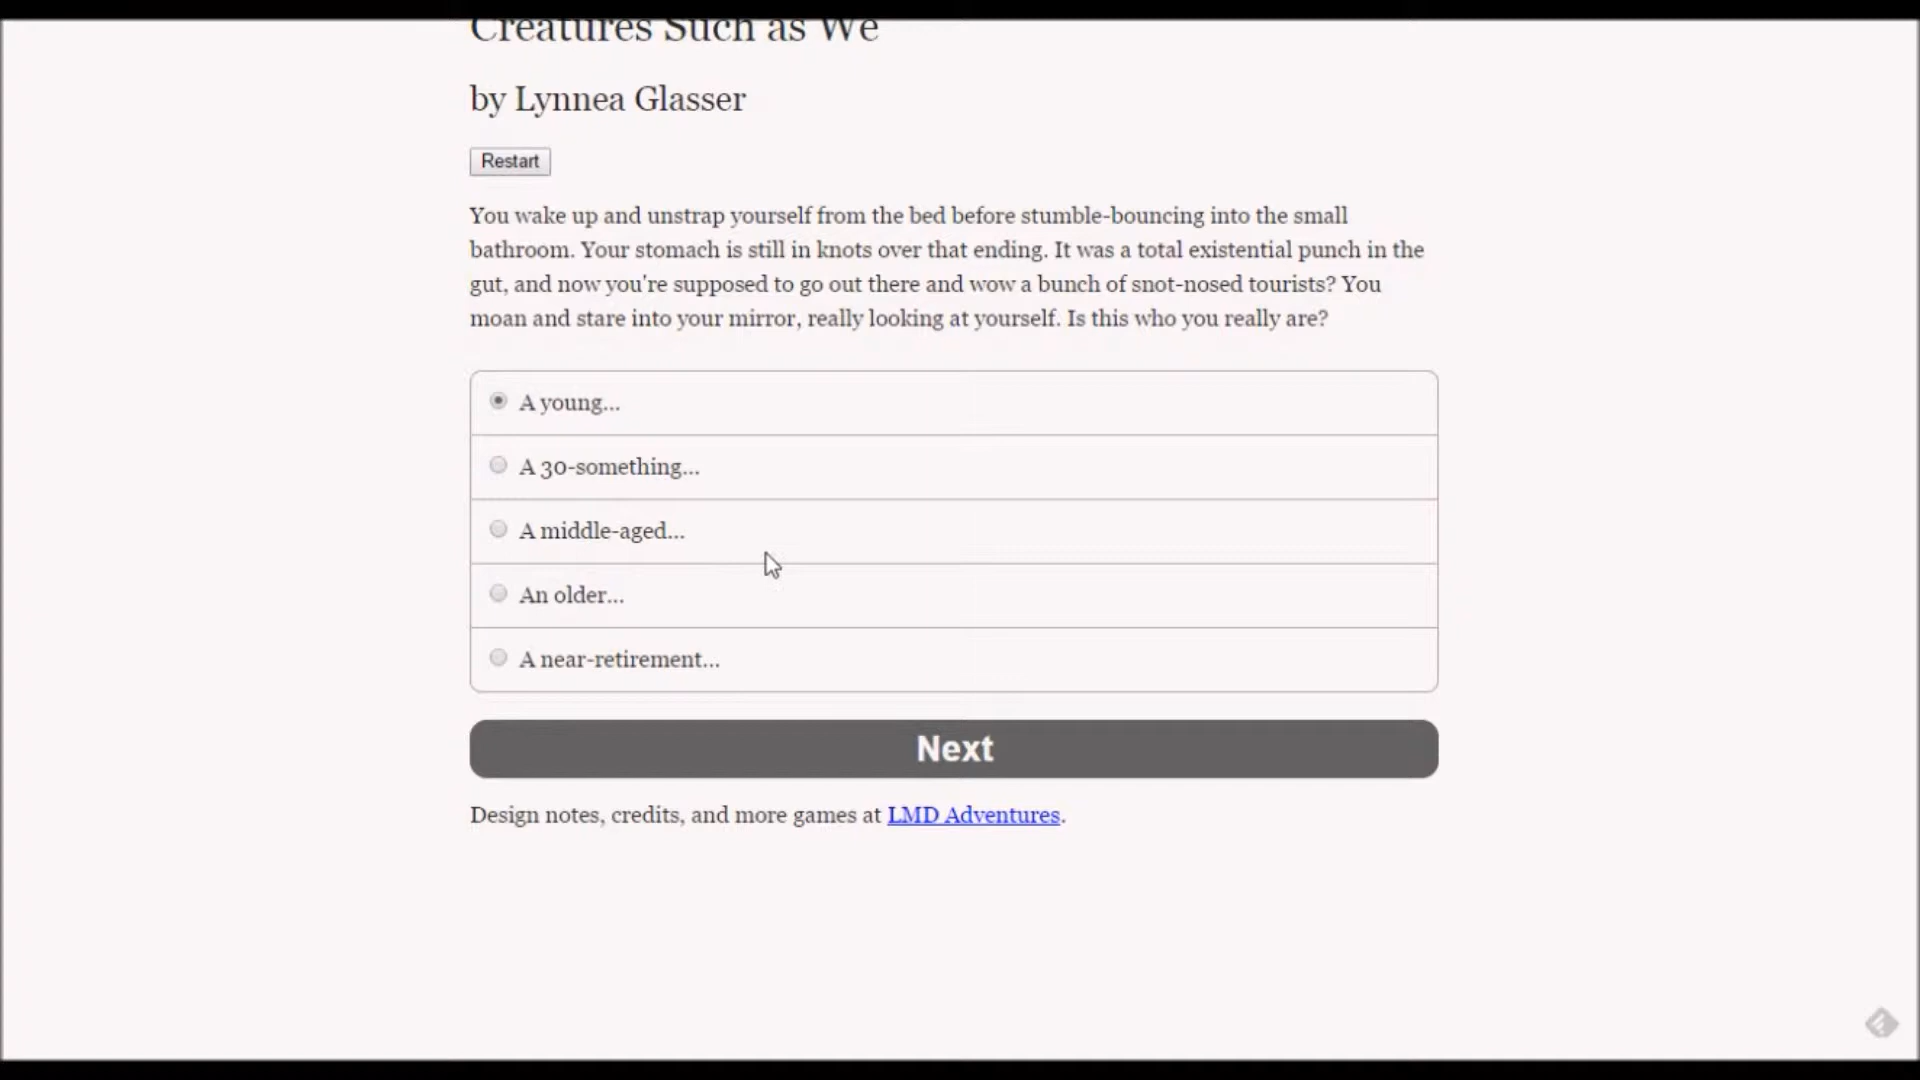 Creatures Such as We
by Lynnea Glasser
Restart
You wake up and unstrap yourself from the bed before stumble-bouncing into the small
bathroom. Your stomach is still in knots over that ending. It was a total existential punch in the
gut, and now you're supposed to go out there and wow a bunch of snot-nosed tourists? You
moan and stare into your mirror, really looking at yourself. Is this who you really are?
A young...
A 30-something...
A middle-aged...
An older...
A near-retirement...
Next
Design notes, credits, and more games at LMD Adventures.